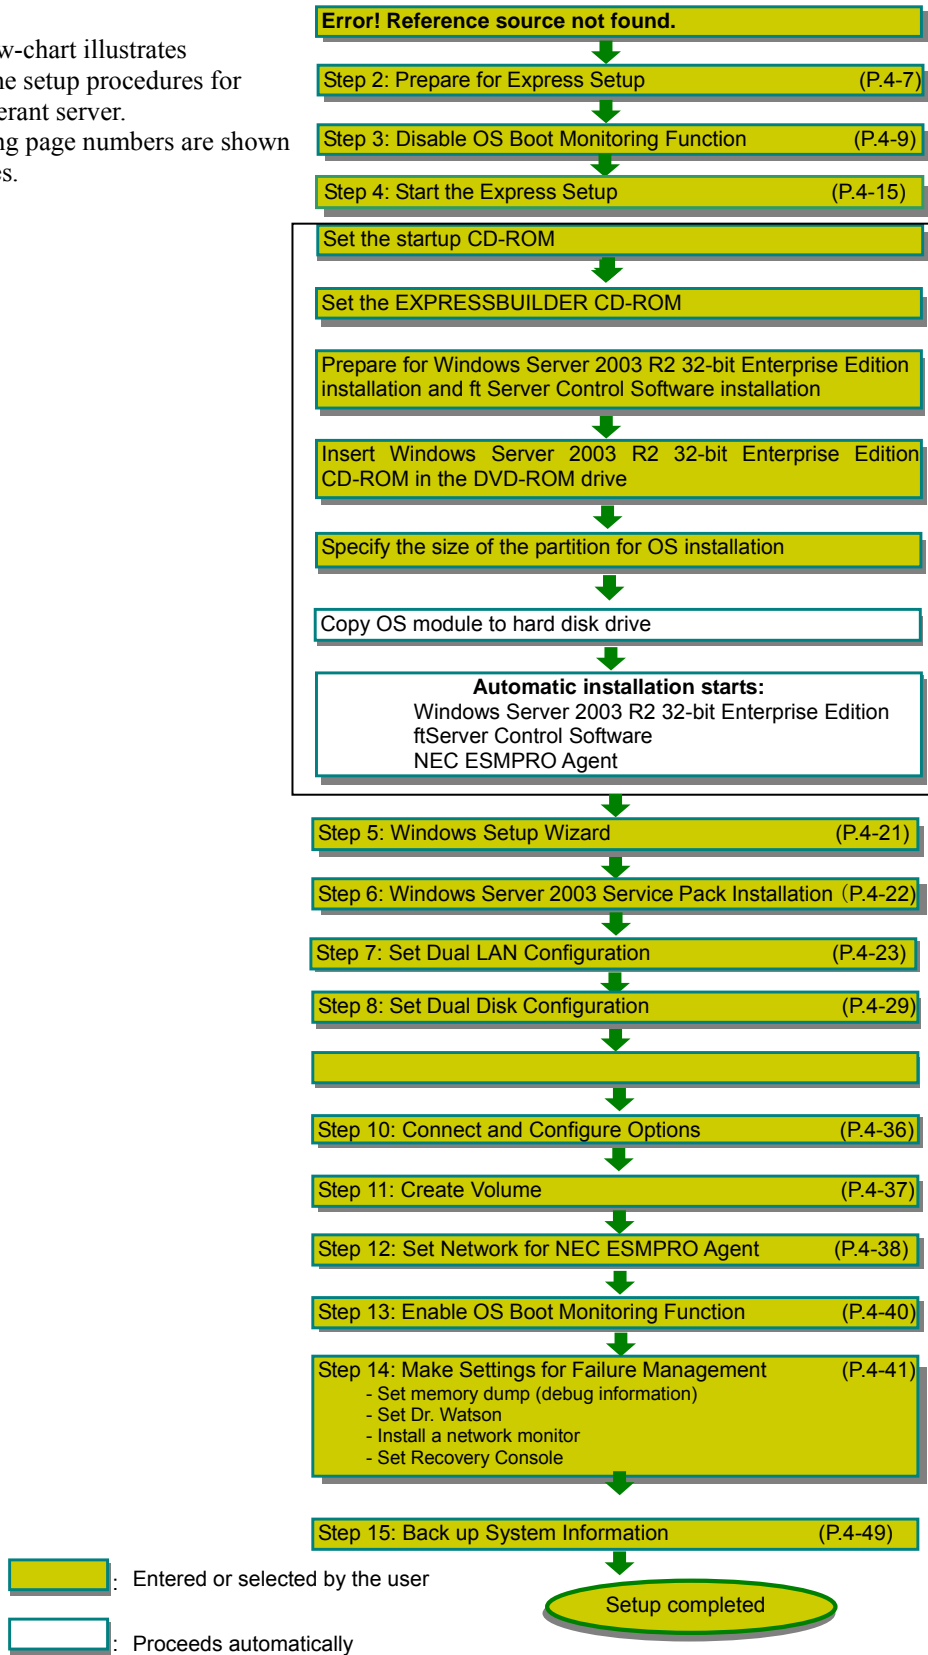 Error! Reference source not found.
w-chart illustrates
ne setup procedures for
erant server.
ng page numbers are shown
es.
Step 2: Prepare for Express Setup (P.4-7)
Step 3: Disable OS Boot Monitoring Function (P.4-9)
Step 4: Start the Express Setup (P.4-15)
Set the startup CD-ROM
Set the EXPRESSBUILDER CD-ROM
Prepare for Windows Server 2003 R2 32-bit Enterprise Edition
installation and ft Server Control Software installation
Insert Windows Server 2003 R2 32-bit Enterprise Edition
CD-ROM in the DVD-ROM drive
Specify the size of the partition for OS installation
Copy OS module to hard disk drive
Automatic installation starts:
Windows Server 2003 R2 32-bit Enterprise Edition
ftServer Control Software
NEC ESMPRO Agent
Step 5: Windows Setup Wizard (P.4-21)
Step 6: Windows Server 2003 Service Pack Installation (P.4-22)
Step 7: Set Dual LAN Configuration (P.4-23)
Step 8: Set Dual Disk Configuration (P.4-29)
Step 10: Connect and Configure Options (P.4-36)
Step 11: Create Volume (P.4-37)
Step 12: Set Network for NEC ESMPRO Agent (P.4-38)
Step 13: Enable OS Boot Monitoring Function (P.4-40)
Step 14: Make Settings for Failure Management (P.4-41)
- Set memory dump (debug information)
- Set Dr. Watson
- Install a network monitor
- Set Recovery Console
Step 15: Back up System Information (P.4-49)
: Entered or selected by the user
Setup completed
: Proceeds automatically